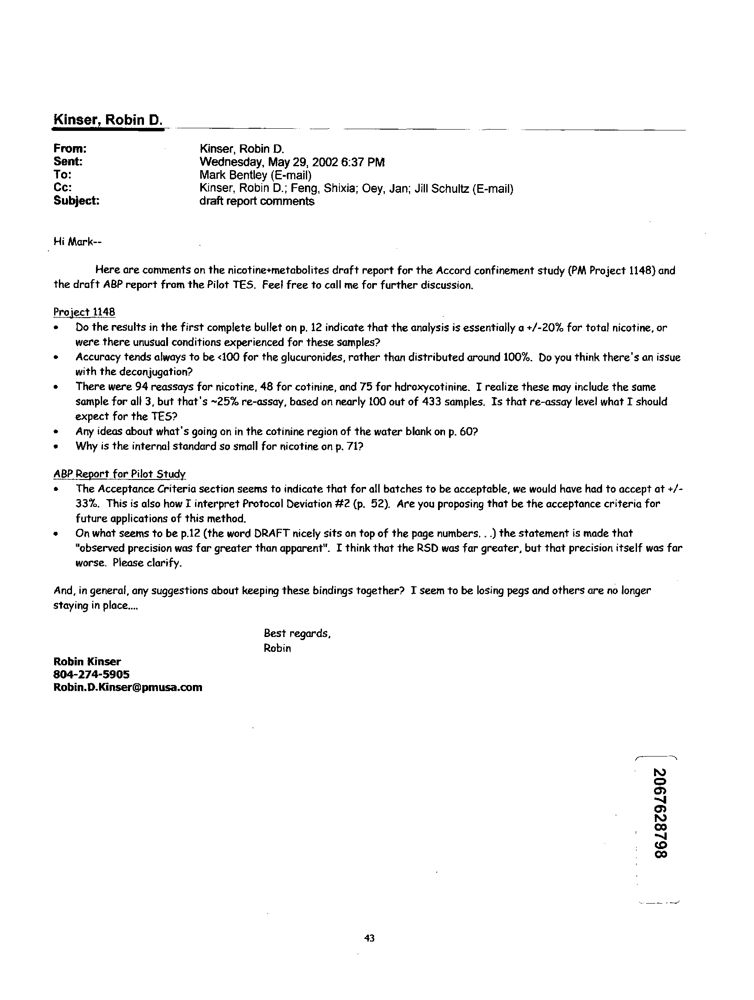 Kinser, Robin D.
From: Kinser, Robin D.
Sent: Wednesday, May 29, 2002 6:37 PM
To: Mark Bentley (E-mail)
Cc: Kinser, Robin D.; Feng, Shixia; Oey, Jan; Jill Schultz (E-mail)
Subject: draft report comments
Hi Mark--
Here are comments on the nicotine+metabolites draft report for the Accord confinement study (PM Project 1148) and
the draft ABP report from the Pilot TES. Feel free to call me for further discussion.
Project 1148
• Do the results in the first complete bullet on p. 12 indicate that the analysis is essentially a +/-20% for total nicotine, or
were there unusual conditions experienced for these samples?
• Accuracy tends always to be <100 for the glucuronides, rather than distributed around 100%. Do you think there's an issue
with the deconjugation?
• There were 94 reassays for nicotine, 48 for cotinine, and 75 for hdroxycotinine. I realize these may include the same
sample for all 3, but that's ~25% re-assay, based on nearly 100 out of 433 samples. Is that re-assay level what I should
expect for the TES?
• Any ideas about what's going on in the cotinine region of the water blank on p. 60?
• Why is the internal standard so small for nicotine on p. 71?
ABP Report for Pilot Study
• The Acceptance Criteria section seems to indicate that for all batches to be acceptable, we would have had to accept at +/-
33%. This is also how I interpret Protocol Deviation #2 (p. 52). Are you proposing that be the acceptance criteria for
future applications of this method.
• On what seems to be p.12 (the word DRAFT nicely sits on top of the page numbers. . .) the statement is made that
"observed precision was far greater than apparent". I think that the RSD was far greater, but that precision itself was far
worse. Please clarify.
And, in general, any suggestions about keeping these bindings together? I seem to be losing pegs and others are no longer
staying in place....
Best regards,
Robin
Robin Kinser
804-274-5905
Robin.D.Kinser@pmusa.com
2067628798
43